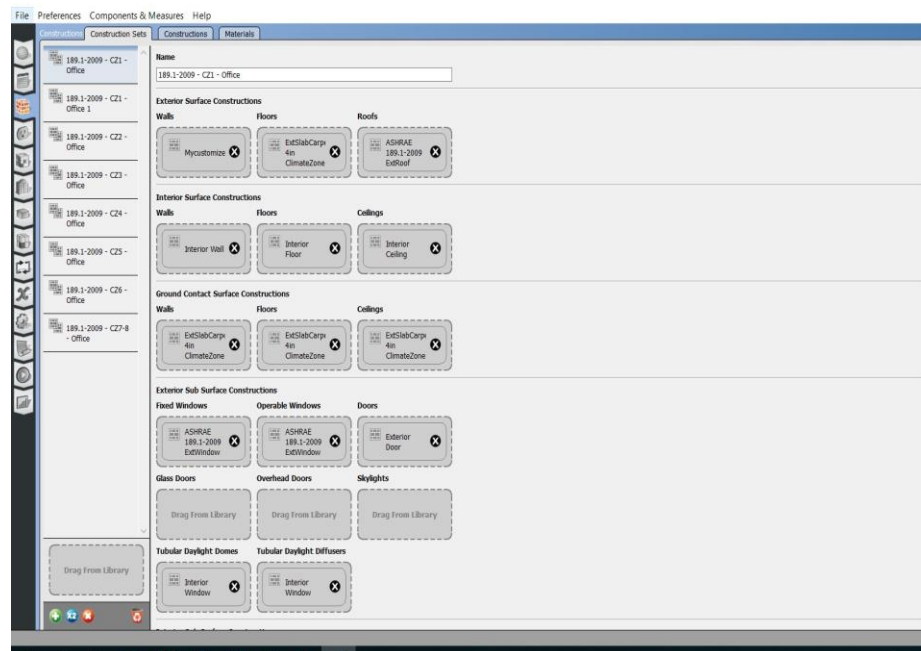 File Preferences Components & Measures Help
Constructions Construction Sets Constructions Materials
189.1-2009 - CZ1 -
Office
189.1-2009 - CZ1 -
Office 1
189.1-2009 - CZ2 -
Office
189.1-2009 - CZ3 -
Office
189.1-2009 - CZ4 -
Office
189.1-2009 - CZ5 -
Office
189.1-2009 - CZ6 -
Office
189.1-2009 - CZ7-8
- Office
Drag From Library
Name
189.1-2009 - CZ1 - Office
Exterior Surface Constructions
Walls Floors Roofs
Mycustomize
ExtSlabCarpe
4in
ClimateZone
ASHRAE
189.1-2009
ExtRoof
Interior Surface Constructions
Walls Floors Ceilings
Interior Wall
Interior
Floor
Interior
Ceiling
Ground Contact Surface Constructions
Walls Floors Ceilings
ExtSlabCarpe
4in
ClimateZone
ExtSlabCarpe
4in
ClimateZone
ExtSlabCarpe
4in
ClimateZone
Exterior Sub Surface Constructions
Fixed Windows Operable Windows Doors
ASHRAE
189.1-2009
ExtWindow
ASHRAE
189.1-2009
ExtWindow
Exterior
Door
Glass Doors Overhead Doors Skylights
Drag From Library Drag From Library Drag From Library
Tubular Daylight Domes Tubular Daylight Diffusers
Interior
Window
Interior
Window